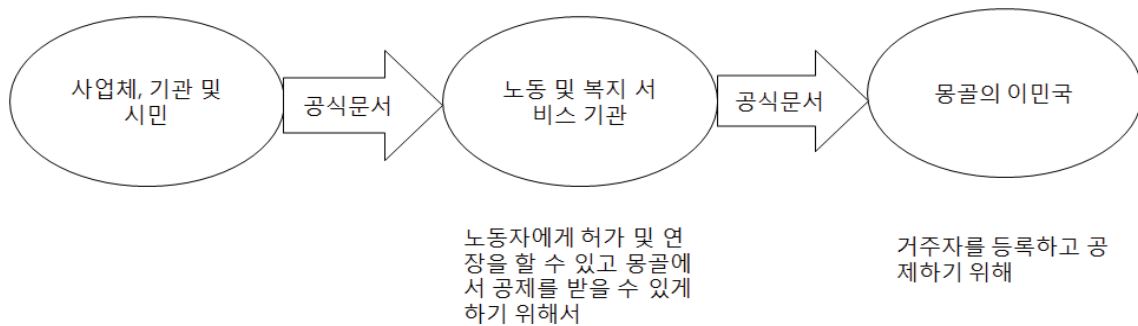 사업체, 기관 및
시민
공식문서
노동 및 복지 서
비스 기관
공식문서
몽골의 이민국
노동자에게 허가 및 연
장을 할 수 있고 몽골에
서 공제를 받을 수 있게
하기 위해서
거주자를 등록하고 공
제하기 위해